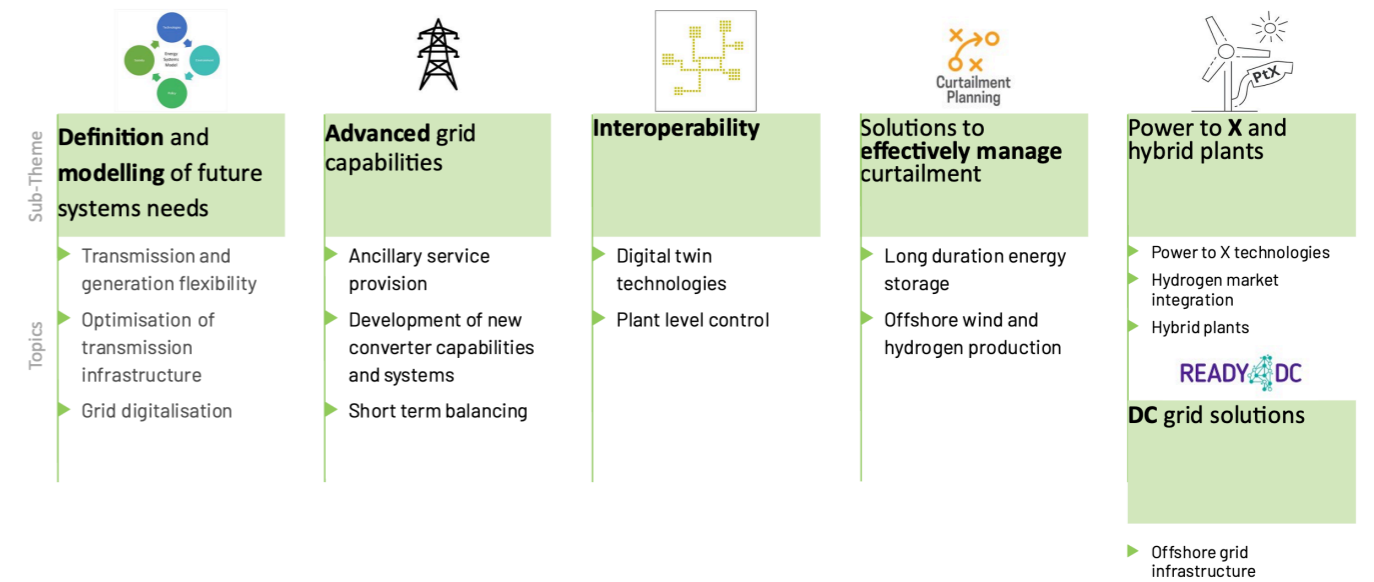 Energy
Systems
Model
Curtailment
Planning
PtX
Sub-Theme
Definition and
modelling of future
systems needs
Advanced grid
capabilities
Interoperability
Solutions to
effectively manage
curtailment
Power to X and
hybrid plants
Topics
Transmission and
generation flexibility
Optimisation of
transmission
infrastructure
Grid digitalisation
Ancillary service
provision
Development of new
converter capabilities
and systems
Short term balancing
Digital twin
technologies
Plant level control
Long duration energy
storage
Offshore wind and
hydrogen production
Power to X technologies
Hydrogen market
integration
Hybrid plants
READY4DC
DC grid solutions
Offshore grid
infrastructure